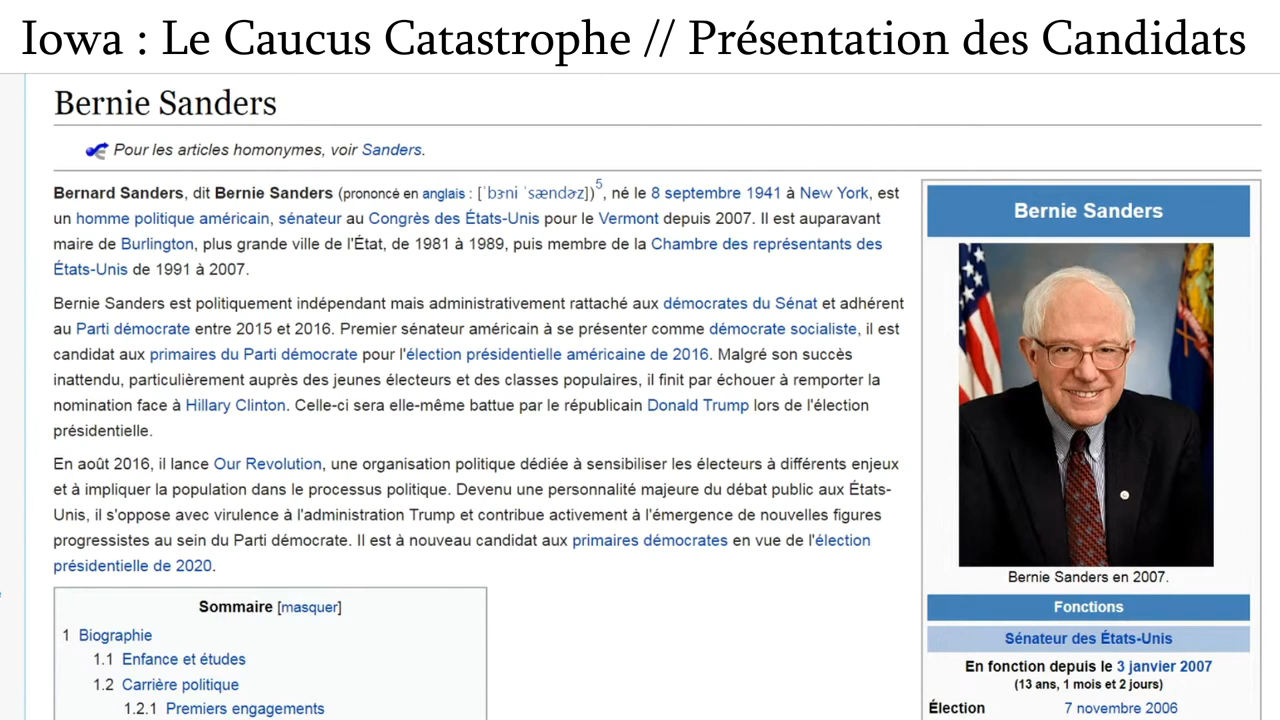 Iowa : Le Caucus Catastrophe // Présentation des Candidats
Bernie Sanders
Pour les articles homonymes, voir Sanders.
Bernard Sanders, dit Bernie Sanders (prononcé en anglais : [ˈbɝni ˈsændɚz])5, né le 8 septembre 1941 à New York, est
un homme politique américain, sénateur au Congrès des États-Unis pour le Vermont depuis 2007. Il est auparavant
maire de Burlington, plus grande ville de l'État, de 1981 à 1989, puis membre de la Chambre des représentants des
États-Unis de 1991 à 2007.
Bernie Sanders est politiquement indépendant mais administrativement rattaché aux démocrates du Sénat et adhérent
au Parti démocrate entre 2015 et 2016. Premier sénateur américain à se présenter comme démocrate socialiste, il est
candidat aux primaires du Parti démocrate pour l'élection présidentielle américaine de 2016. Malgré son succès
inattendu, particulièrement auprès des jeunes électeurs et des classes populaires, il finit par échouer à remporter la
nomination face à Hillary Clinton. Celle-ci sera elle-même battue par le républicain Donald Trump lors de l'élection
présidentielle.
En août 2016, il lance Our Revolution, une organisation politique dédiée à sensibiliser les électeurs à différents enjeux
et à impliquer la population dans le processus politique. Devenu une personnalité majeure du débat public aux États-
Unis, il s'oppose avec virulence à l'administration Trump et contribue activement à l'émergence de nouvelles figures
progressistes au sein du Parti démocrate. Il est à nouveau candidat aux primaires démocrates en vue de l'élection
présidentielle de 2020.
Sommaire [masquer]
1 Biographie
1.1 Enfance et études
1.2 Carrière politique
1.2.1 Premiers engagements
Bernie Sanders
Bernie Sanders en 2007.
Fonctions
Sénateur des États-Unis
En fonction depuis le 3 janvier 2007
(13 ans, 1 mois et 2 jours)
Élection 7 novembre 2006